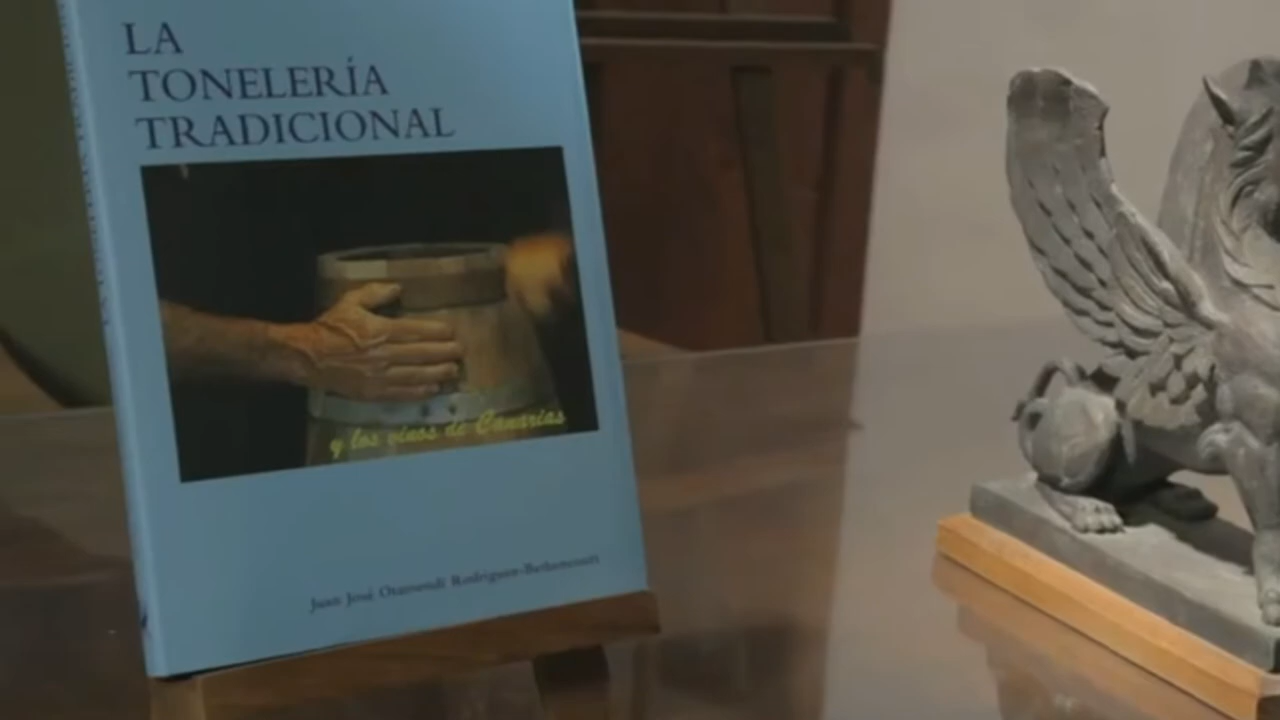 LA
TONELERÍA
TRADICIONAL
y los vinos de Canarias
Juan José Otamendi Rodríguez-Bethencourt